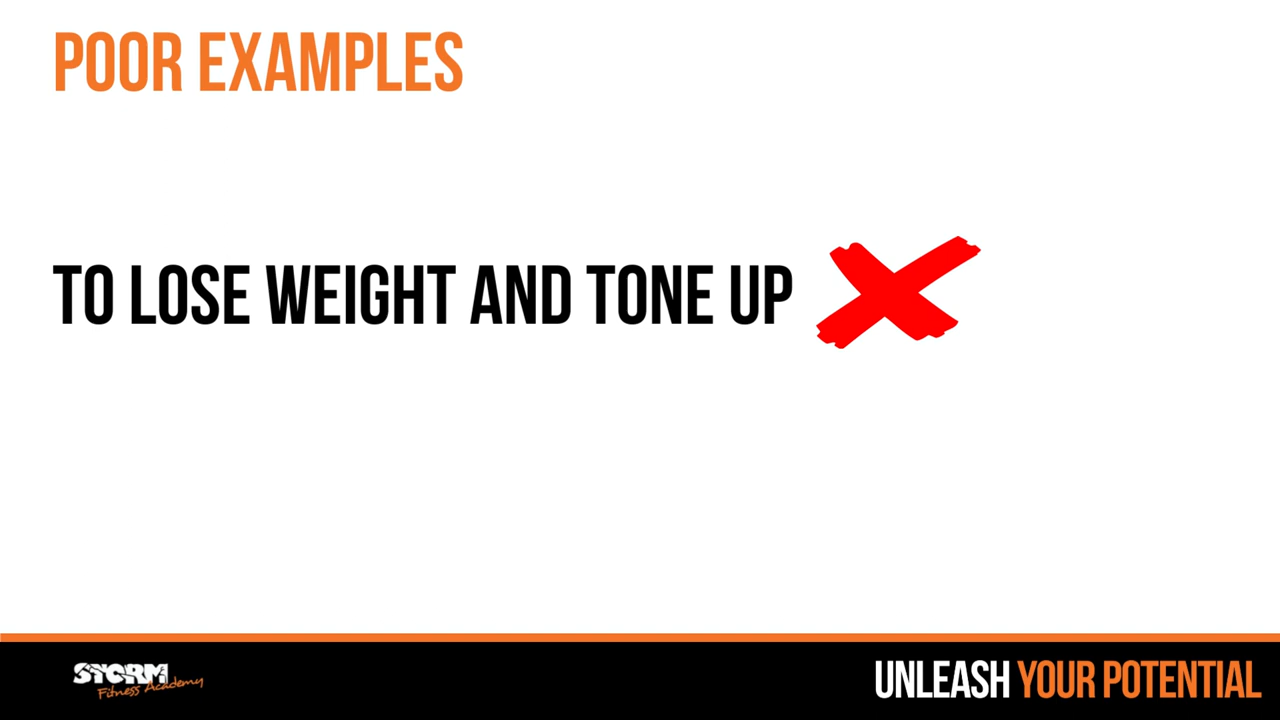 POOR EXAMPLES
TO LOSE WEIGHT AND TONE UP
STORM
Fitness Academy
UNLEASH YOUR POTENTIAL